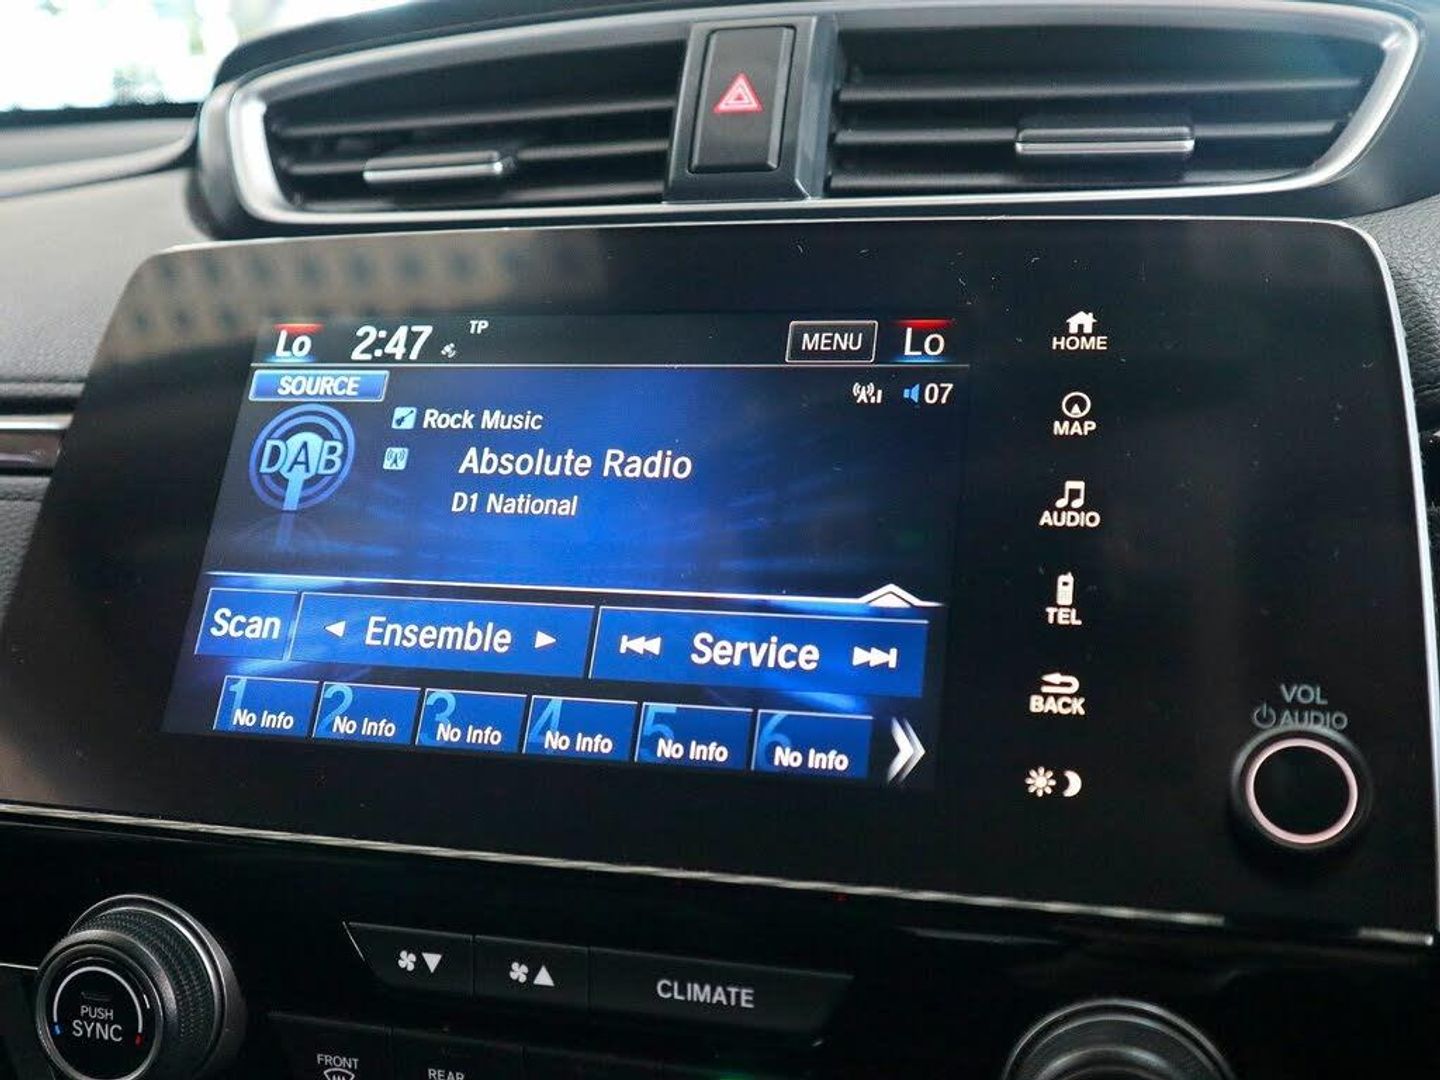 Lo 2:47 TP MENU Lo
SOURCE
07
DAB
Rock Music
Absolute Radio
D1 National
Scan Ensemble Service
1 No Info 2 No Info 3 No Info 4 No Info 5 No Info 6 No Info
HOME
MAP
AUDIO
TEL
BACK
VOL
AUDIO
PUSH
SYNC
CLIMATE
FRONT
REAR